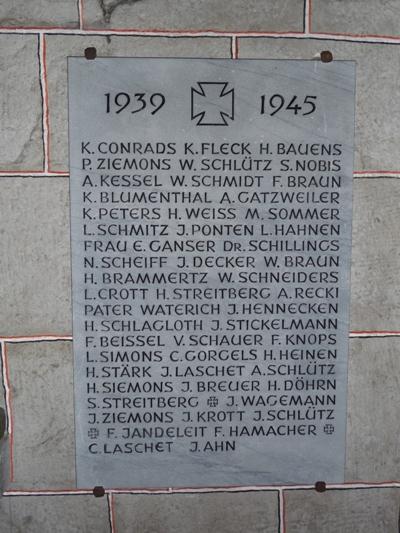 1939 1945
K. CONRADS K. FLECK H. BAUENS
P. ZIEMONS W. SCHLÜTZ S. NOBIS
A. KESSEL W. SCHMIDT F. BRAUN
K. BLUMENTHAL A. GATZWEILER
K. PETERS H. WEISS M. SOMMER
L. SCHMITZ J. PONTEN L. HAHNEN
FRAU E. GANSER DR. SCHILLINGS
N. SCHEIFF J. DECKER W. BRAUN
H. BRAMMERTZ W. SCHNEIDERS
L. CROTT H. STREITBERG A. RECKI
PATER WATERICH J. HENNECKEN
H. SCHLAGLOTH J. STICKELMANN
F. BEISSEL V. SCHAUER F. KNOPS
L. SIMONS C. GORGELS H. HEINEN
H. STÄRK J. LASCHET A. SCHLÜTZ
H. SIEMONS J. BREUER H. DÖHRN
S. STREITBERG J. WAGEMANN
J. ZIEMONS J. KROTT J. SCHLÜTZ
F. JANDELEIT F. HAMACHER
C. LASCHET J. AHN